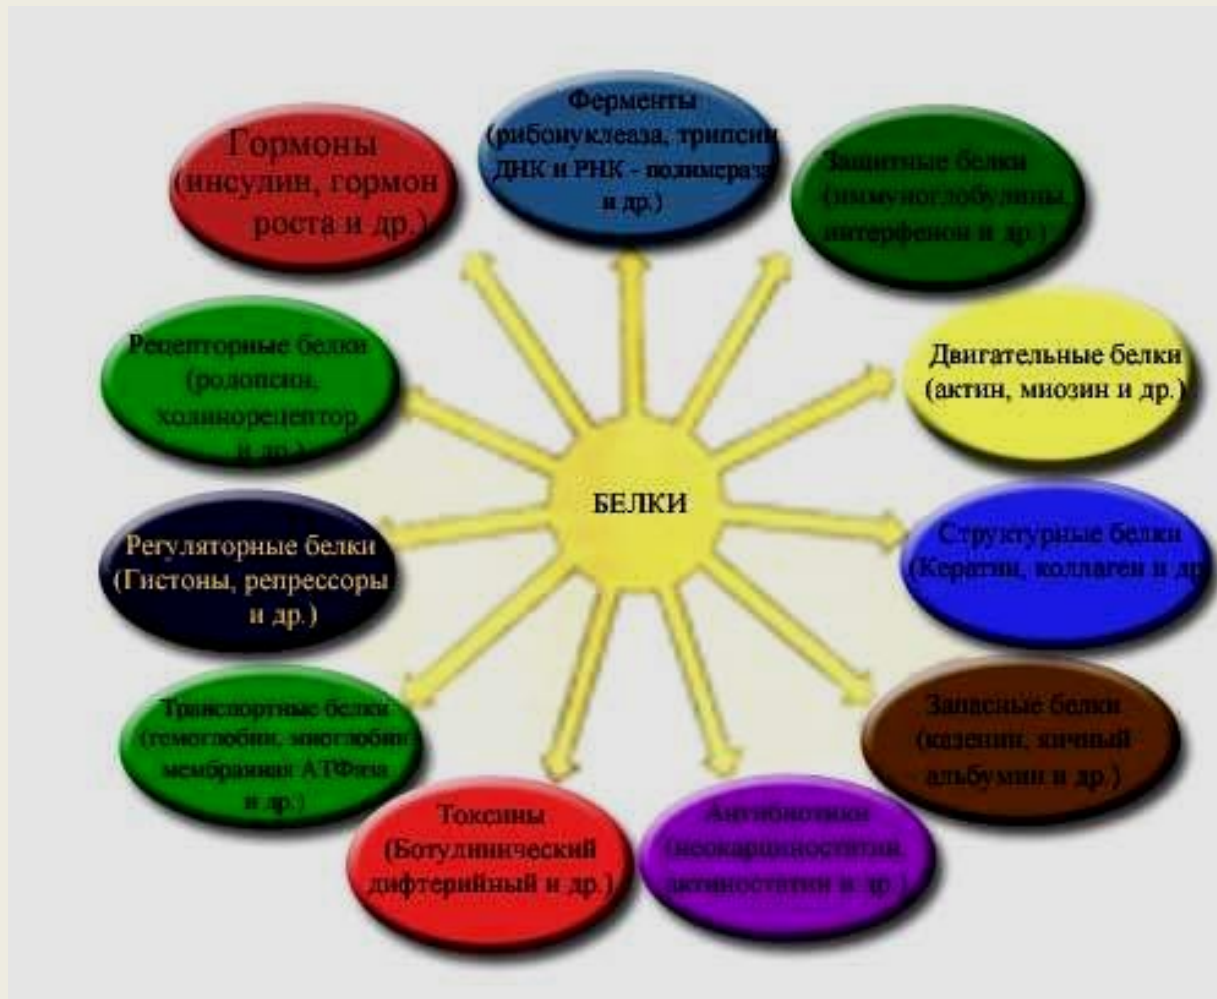 Гормоны
(инсулин, гормон
роста и др.)
Ферменты
(рибонуклеаза, трипсин
ДНК и РНК - полимераза
и др.)
Защитные белки
(иммуноглобулины,
интерферон и др.)
Рецепторные белки
(родопсин,
холинорецептор
и др.)
Двигательные белки
(актин, миозин и др.)
БЕЛКИ
Регуляторные белки
(Гистоны, репрессоры
и др.)
Структурные белки
(Кератин, коллаген и др
Транспортные белки
(гемоглобин, миоглобин
мембранная АТФаза
и др.)
Запасные белки
(казеин, яичный
альбумин и др.)
Токсины
(Ботулинический
дифтерийный и др.)
Антибиотики
(неокарциностатин,
актиностатин и др.)